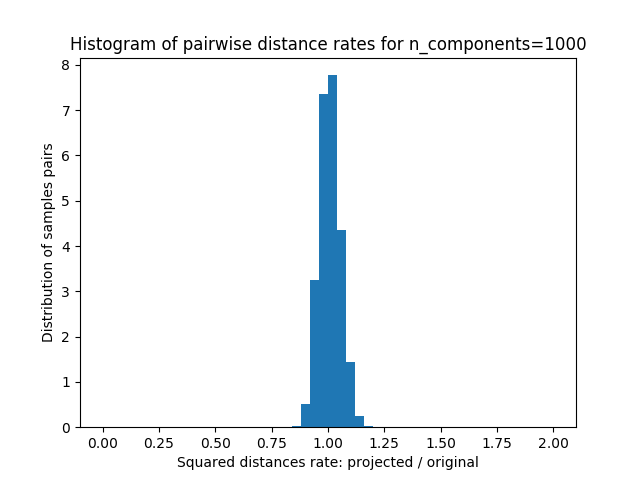 Histogram of pairwise distance rates for n_components=1000
Distribution of samples pairs
8
7
6
5
4
3
2
1
0
0.00 0.25 0.50 0.75 1.00 1.25 1.50 1.75 2.00
Squared distances rate: projected / original